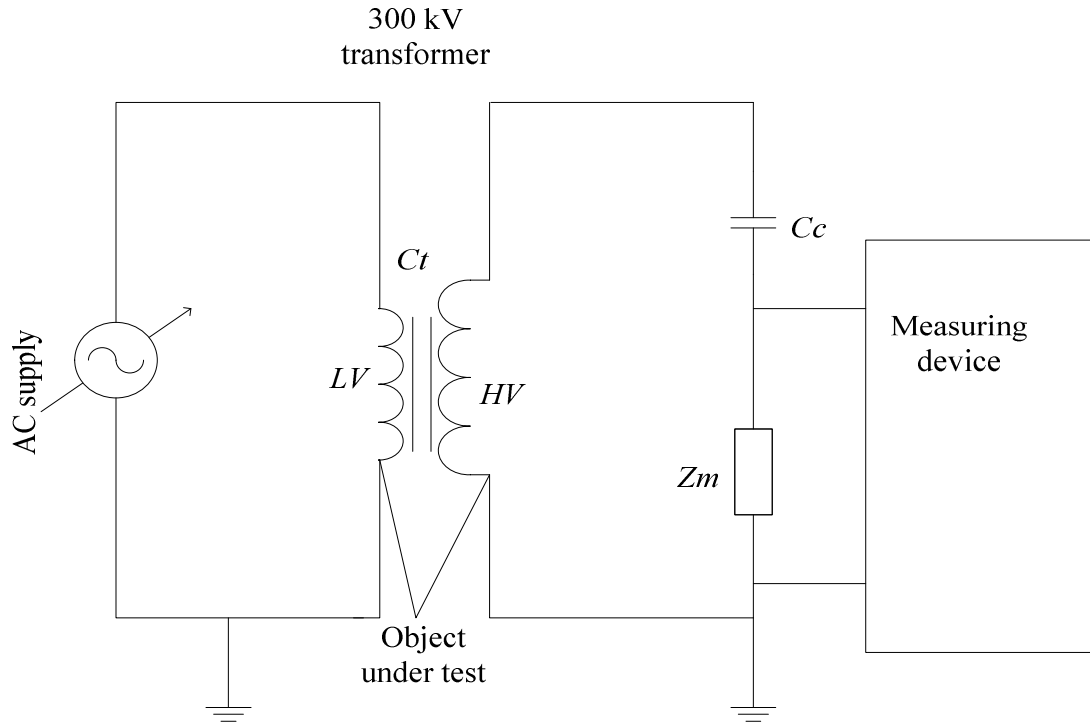 300 kV
transformer
Ct
Cc
Measuring
device
AC supply
LV
HV
Zm
Object
under test